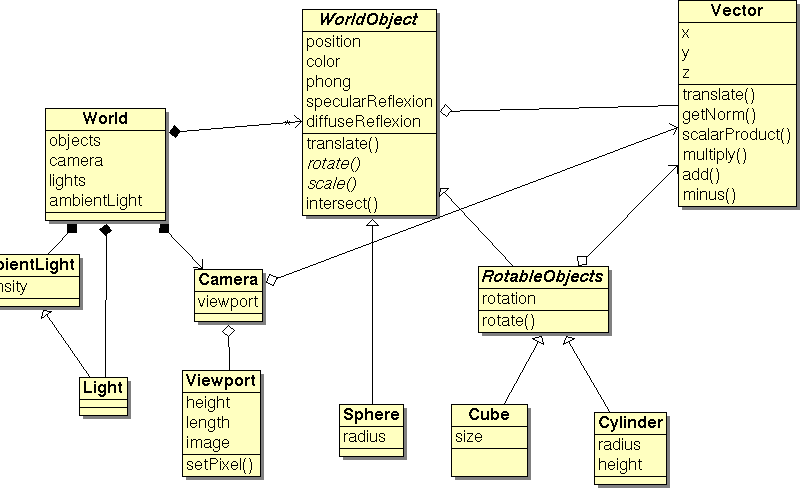 WorldObject
position
color
phong
specularReflexion
diffuseReflexion
translate()
rotate()
scale()
intersect()
Vector
x
y
z
translate()
getNorm()
scalarProduct()
multiply()
add()
minus()
World
objects
camera
lights
ambientLight
*
bientLight
nsity
Camera
viewport
RotableObjects
rotation
rotate()
Light
Viewport
height
length
image
setPixel()
Sphere
radius
Cube
size
Cylinder
radius
height